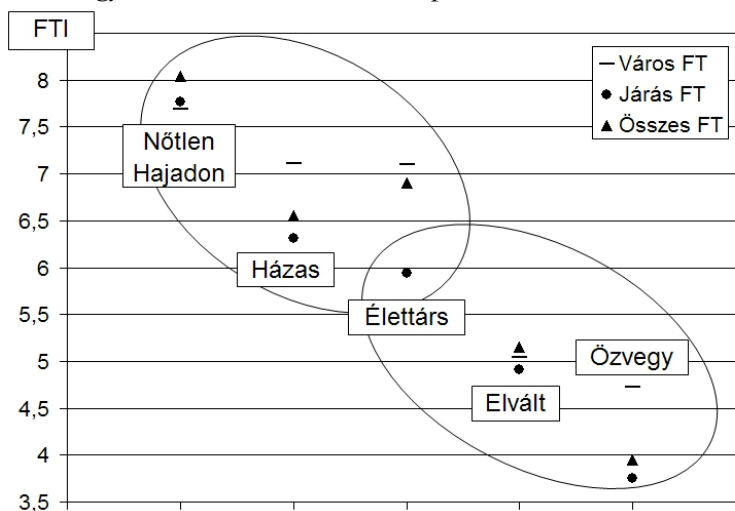 FTI
Város FT
Járás FT
Összes FT
8
7,5
7
6,5
6
5,5
5
4,5
4
3,5
Nőtlen
Hajadon
Házas
Élettárs
Elvált
Özvegy